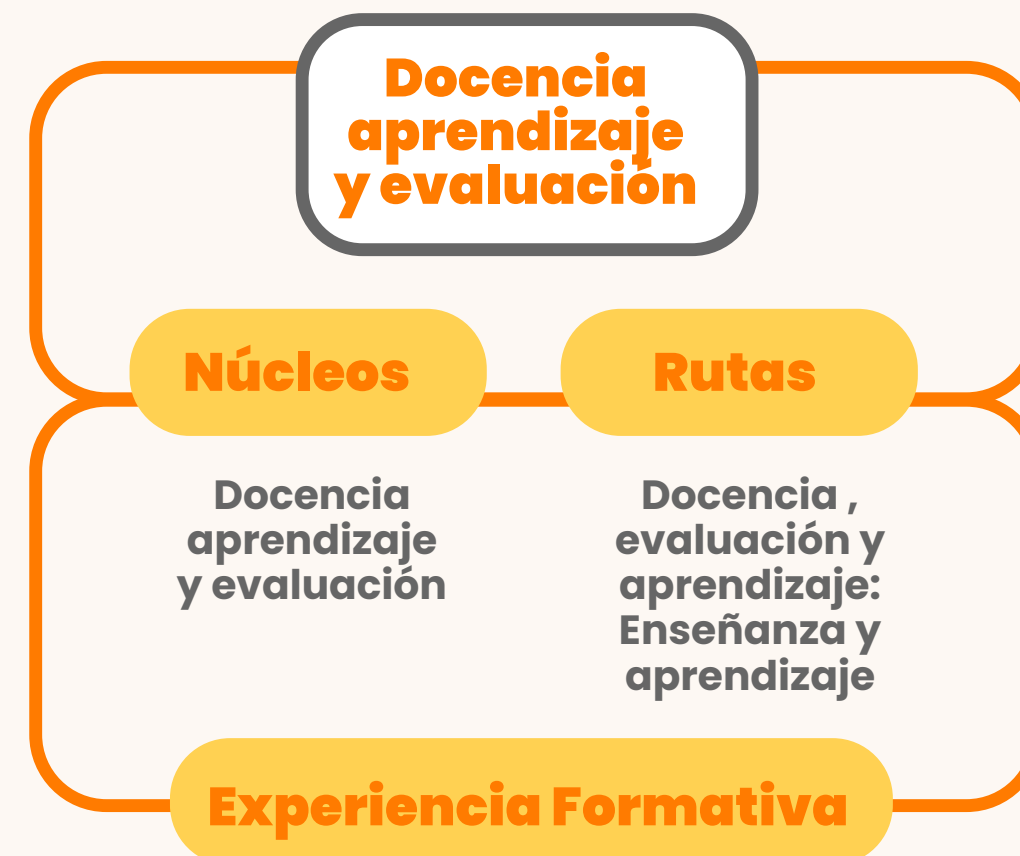 Docencia
aprendizaje
y evaluación
Núcleos
Rutas
Docencia
aprendizaje
y evaluación
Docencia ,
evaluación y
aprendizaje:
Enseñanza y
aprendizaje
Experiencia Formativa